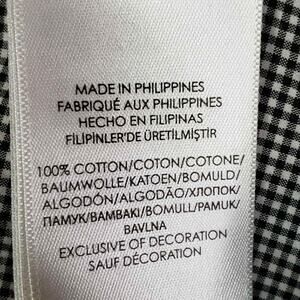 MADE IN PHILIPPINES
FABRIQUÉ AUX PHILIPPINES
HECHO EN FILIPINAS
FİLİPİNLER'DE ÜRETİLMİŞTİR
100% COTTON/COTON/COTONE/
BAUMWOLLE/KATOEN/BOMULD/
ALGODÓN/ALGODÃO/ХЛОПОК/
ПАМУК/ΒΑΜΒΑΚΙ/BOMULL/PAMUK/
BAVLNA
EXCLUSIVE OF DECORATION
SAUF DÉCORATION